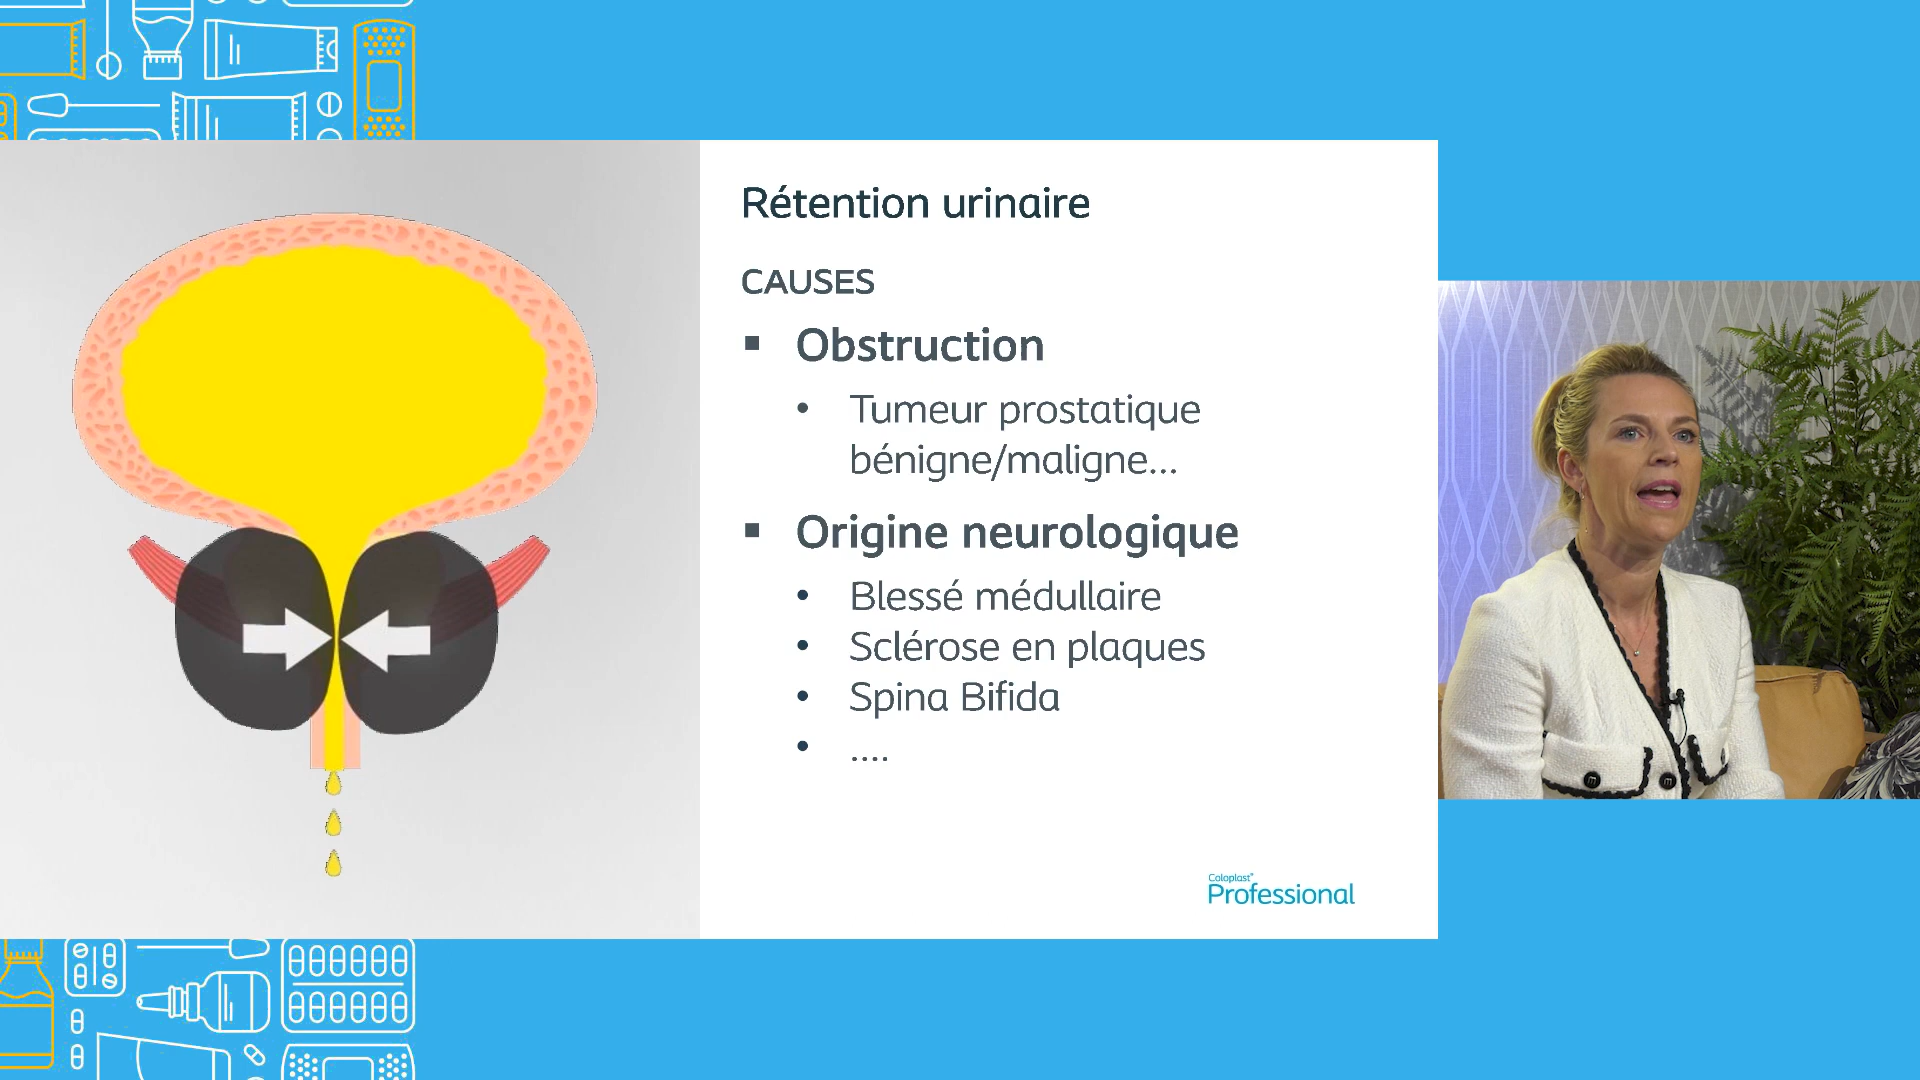 Rétention urinaire
CAUSES
▪ Obstruction
• Tumeur prostatique
bénigne/maligne...
▪ Origine neurologique
• Blessé médullaire
• Sclérose en plaques
• Spina Bifida
• ....
Coloplast®
Professional